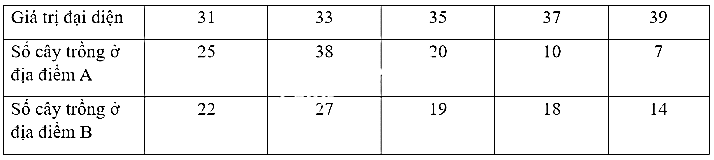 Giá trị đại diện 31 33 35 37 39
Số cây trồng ở 25 38 20 10 7
địa điểm A
Số cây trồng ở 22 27 19 18 14
địa điểm B